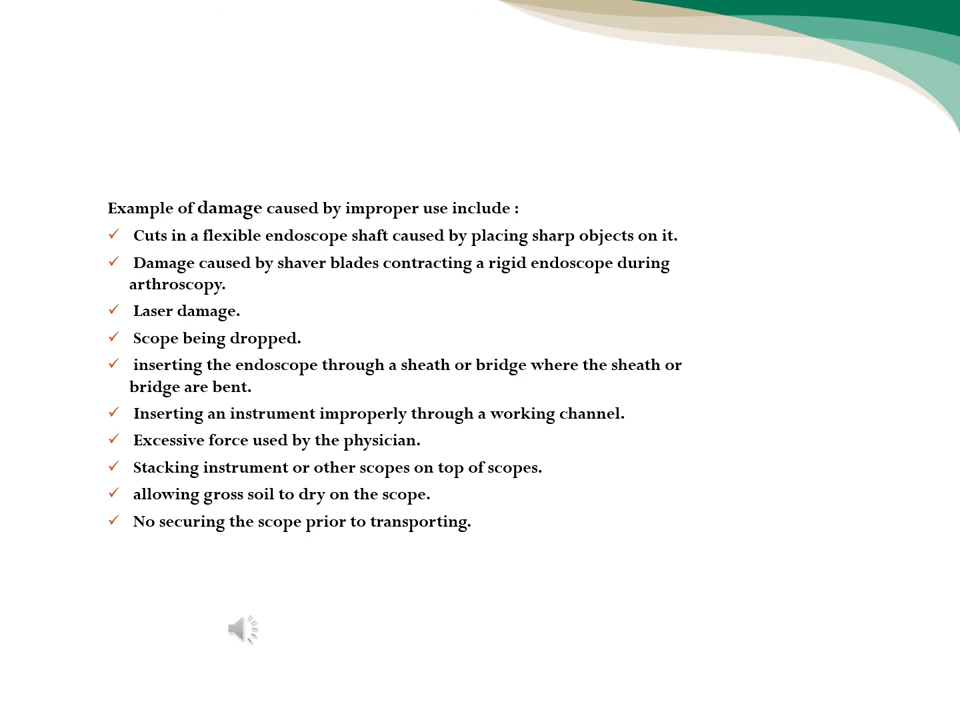 Example of damage caused by improper use include :
✓ Cuts in a flexible endoscope shaft caused by placing sharp objects on it.
✓ Damage caused by shaver blades contracting a rigid endoscope during
arthroscopy.
✓ Laser damage.
✓ Scope being dropped.
✓ inserting the endoscope through a sheath or bridge where the sheath or
bridge are bent.
✓ Inserting an instrument improperly through a working channel.
✓ Excessive force used by the physician.
✓ Stacking instrument or other scopes on top of scopes.
✓ allowing gross soil to dry on the scope.
✓ No securing the scope prior to transporting.